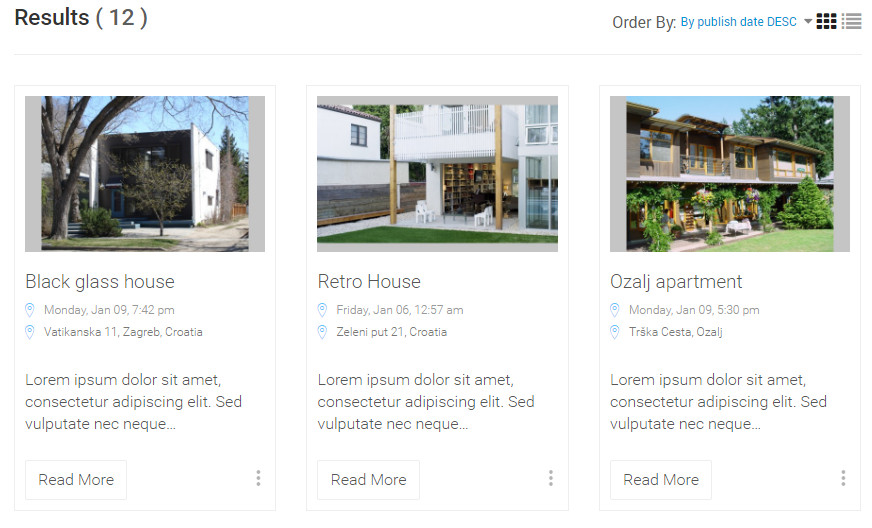 Results ( 12 )
Order By: By publish date DESC
Black glass house
Monday, Jan 09, 7:42 pm
Vatikanska 11, Zagreb, Croatia
Lorem ipsum dolor sit amet,
consectetur adipiscing elit. Sed
vulputate nec neque...
Read More
Retro House
Friday, Jan 06, 12:57 am
Zeleni put 21, Croatia
Lorem ipsum dolor sit amet,
consectetur adipiscing elit. Sed
vulputate nec neque...
Read More
Ozalj apartment
Monday, Jan 09, 5:30 pm
Trška Cesta, Ozalj
Lorem ipsum dolor sit amet,
consectetur adipiscing elit. Sed
vulputate nec neque...
Read More